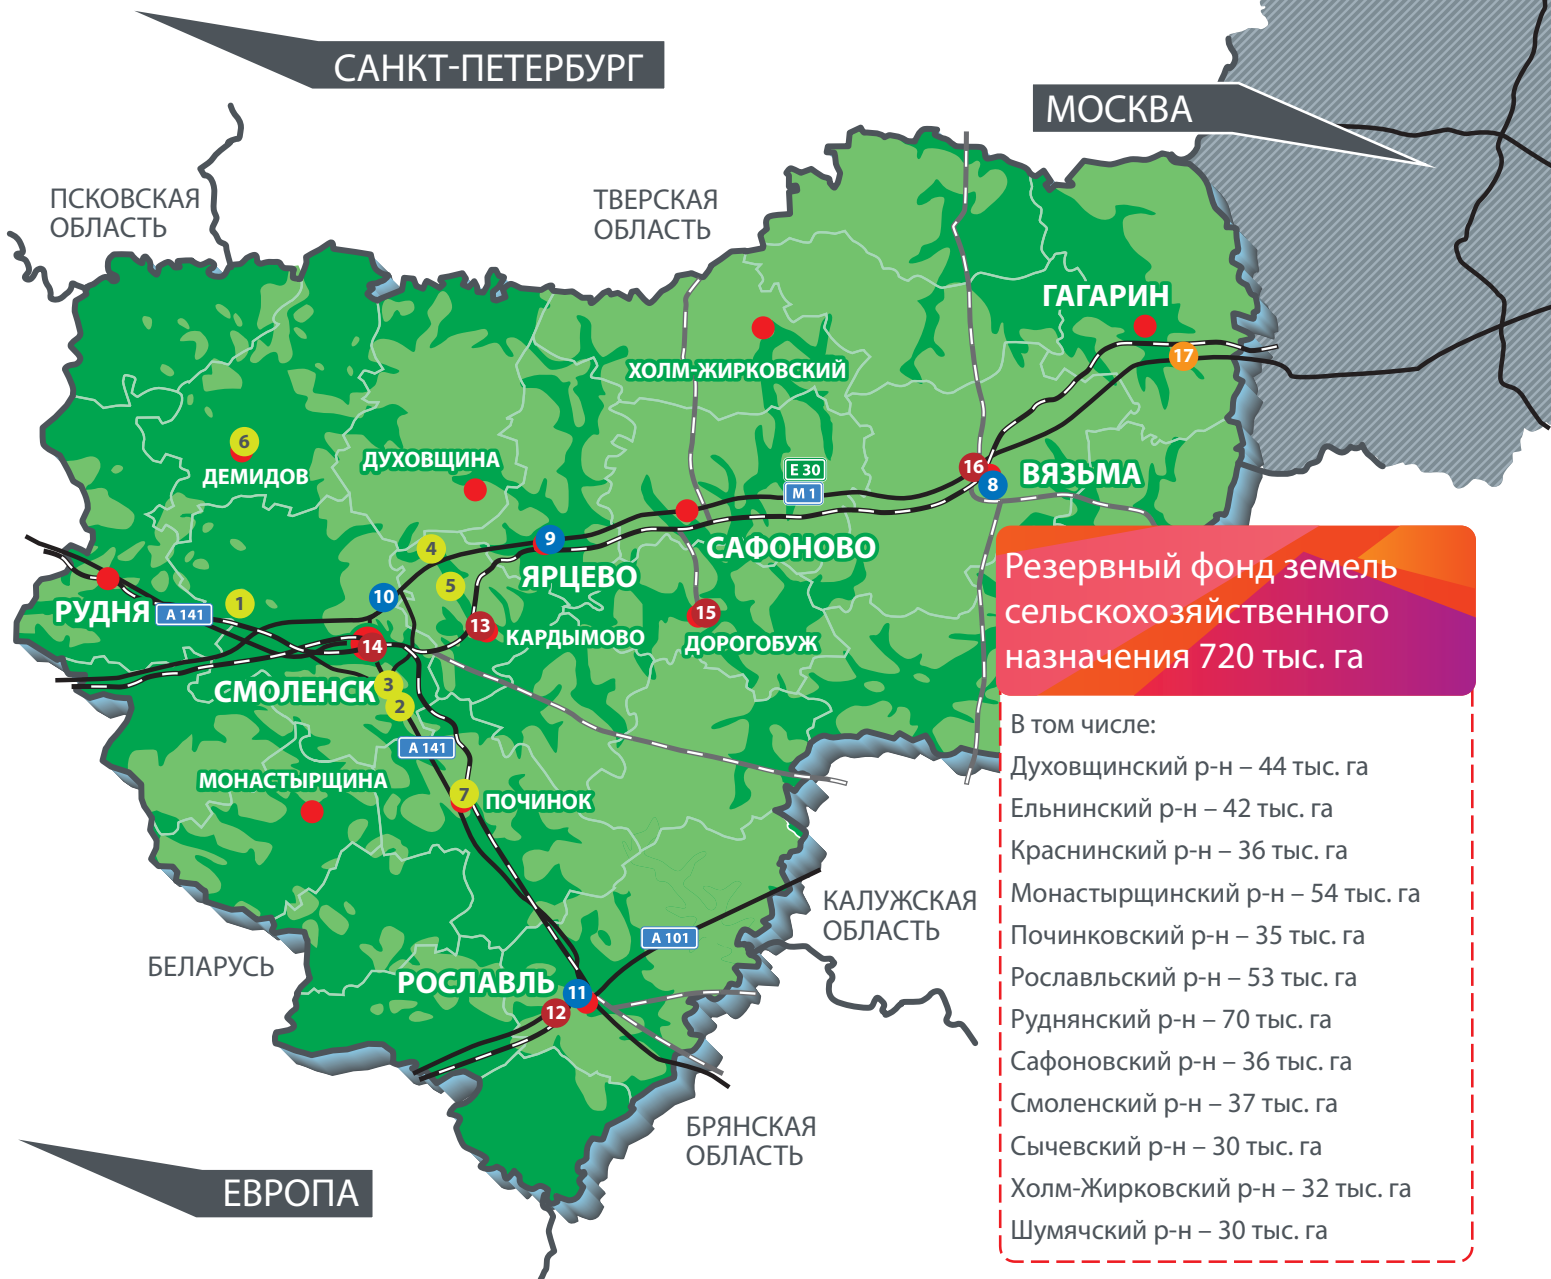 САНКТ-ПЕТЕРБУРГ
МОСКВА
ПСКОВСКАЯ
ОБЛАСТЬ
ТВЕРСКАЯ
ОБЛАСТЬ
ГАГАРИН
17
ХОЛМ-ЖИРКОВСКИЙ
6
ДЕМИДОВ
ДУХОВЩИНА
E 30
M 1
16
8
ВЯЗЬМА
9
4
САФОНОВО
ЯРЦЕВО
5
10
1
РУДНЯ
A 141
13
КАРДЫМОВО
15
ДОРОГОБУЖ
14
СМОЛЕНСК
3
2
A 141
МОНАСТЫРЩИНА
7
ПОЧИНОК
КАЛУЖСКАЯ
ОБЛАСТЬ
A 101
БЕЛАРУСЬ
РОСЛАВЛЬ
11
12
БРЯНСКАЯ
ОБЛАСТЬ
ЕВРОПА
Резервный фонд земель
сельскохозяйственного
назначения 720 тыс. га
В том числе:
Духовщинский р-н – 44 тыс. га
Ельнинский р-н – 42 тыс. га
Краснинский р-н – 36 тыс. га
Монастырщинский р-н – 54 тыс. га
Починковский р-н – 35 тыс. га
Рославльский р-н – 53 тыс. га
Руднянский р-н – 70 тыс. га
Сафоновский р-н – 36 тыс. га
Смоленский р-н – 37 тыс. га
Сычевский р-н – 30 тыс. га
Холм-Жирковский р-н – 32 тыс. га
Шумячский р-н – 30 тыс. га